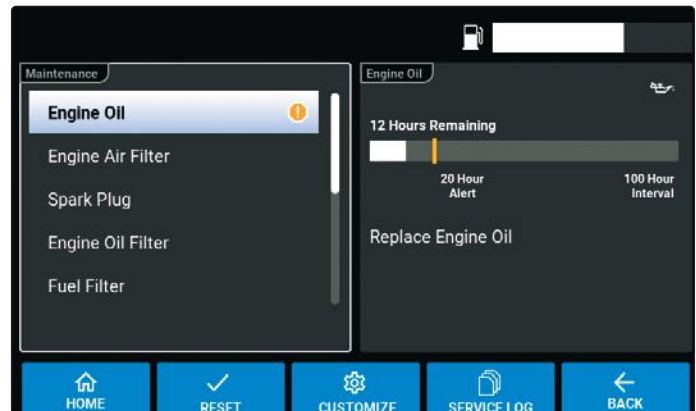 Maintenance
Engine Oil
Engine Air Filter
Spark Plug
Engine Oil Filter
Fuel Filter
Engine Oil
12 Hours Remaining
20 Hour
Alert
100 Hour
Interval
Replace Engine Oil
HOME
RESET
CUSTOMIZE
SERVICE LOG
BACK